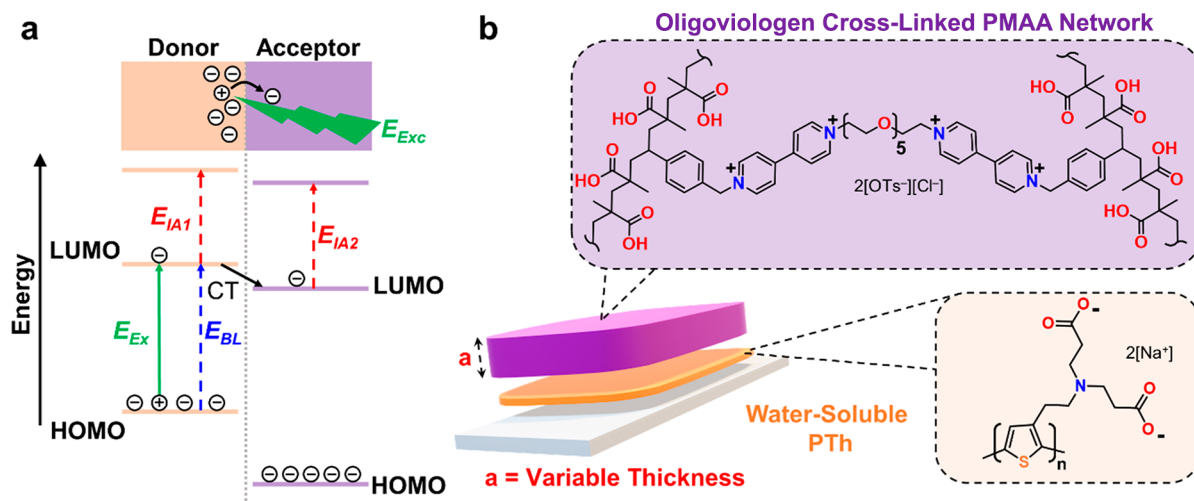 a
Donor
Acceptor
E_Exc
Energy
LUMO
E_IA1
E_IA2
CT
LUMO
E_Ex
E_BL
HOMO
HOMO
b
Oligoviologen Cross-Linked PMAA Network
O
OH
O
OH
O
HO
O
OH
HO
O
O
OH
N
+
N
+
O
5
N
+
N
+
2[OTs⁻][Cl⁻]
O
OH
O
OH
OH
O
O
OH
O
HO
O
OH
a
Water-Soluble
PTh
a = Variable Thickness
O
O
-
2[Na⁺]
N
O
O
-
S
n